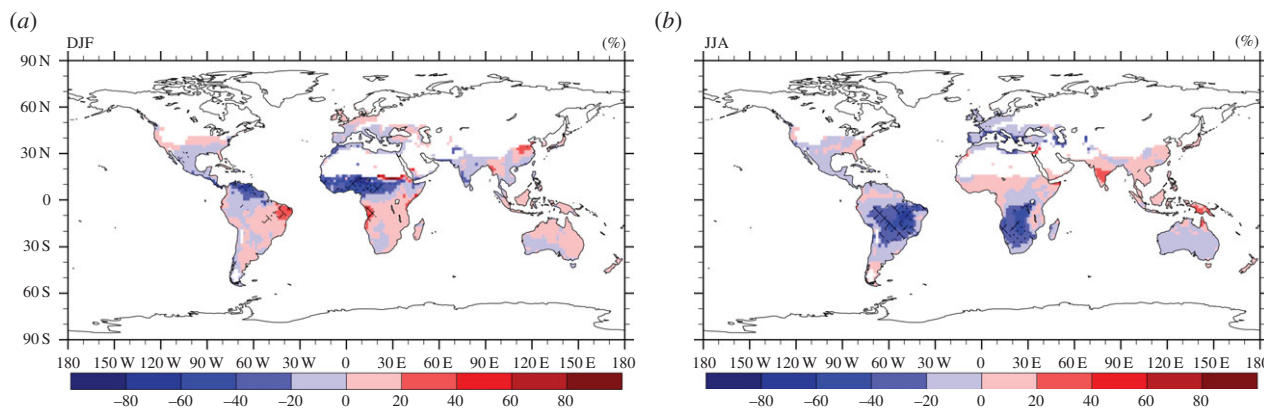 (a)
(b)
DJF (%)
JJA (%)
90 N
60 N
30 N
0
30 S
60 S
90 S
180 150 W 120 W 90 W 60 W 30 W 0 30 E 60 E 90 E 120 E 150 E 180
180 150 W 120 W 90 W 60 W 30 W 0 30 E 60 E 90 E 120 E 150 E 180
–80 –60 –40 –20 0 20 40 60 80
–80 –60 –40 –20 0 20 40 60 80